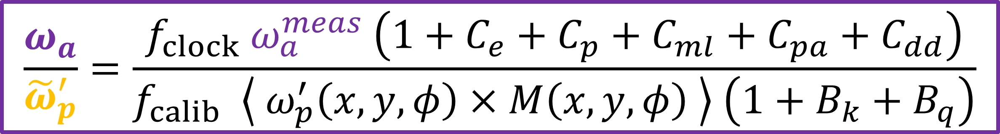 ω_a / ω̃′_p = f_clock ω_a^meas (1 + C_e + C_p + C_ml + C_pa + C_dd) / f_calib ⟨ ω′_p(x, y, ϕ) × M(x, y, ϕ) ⟩ (1 + B_k + B_q)